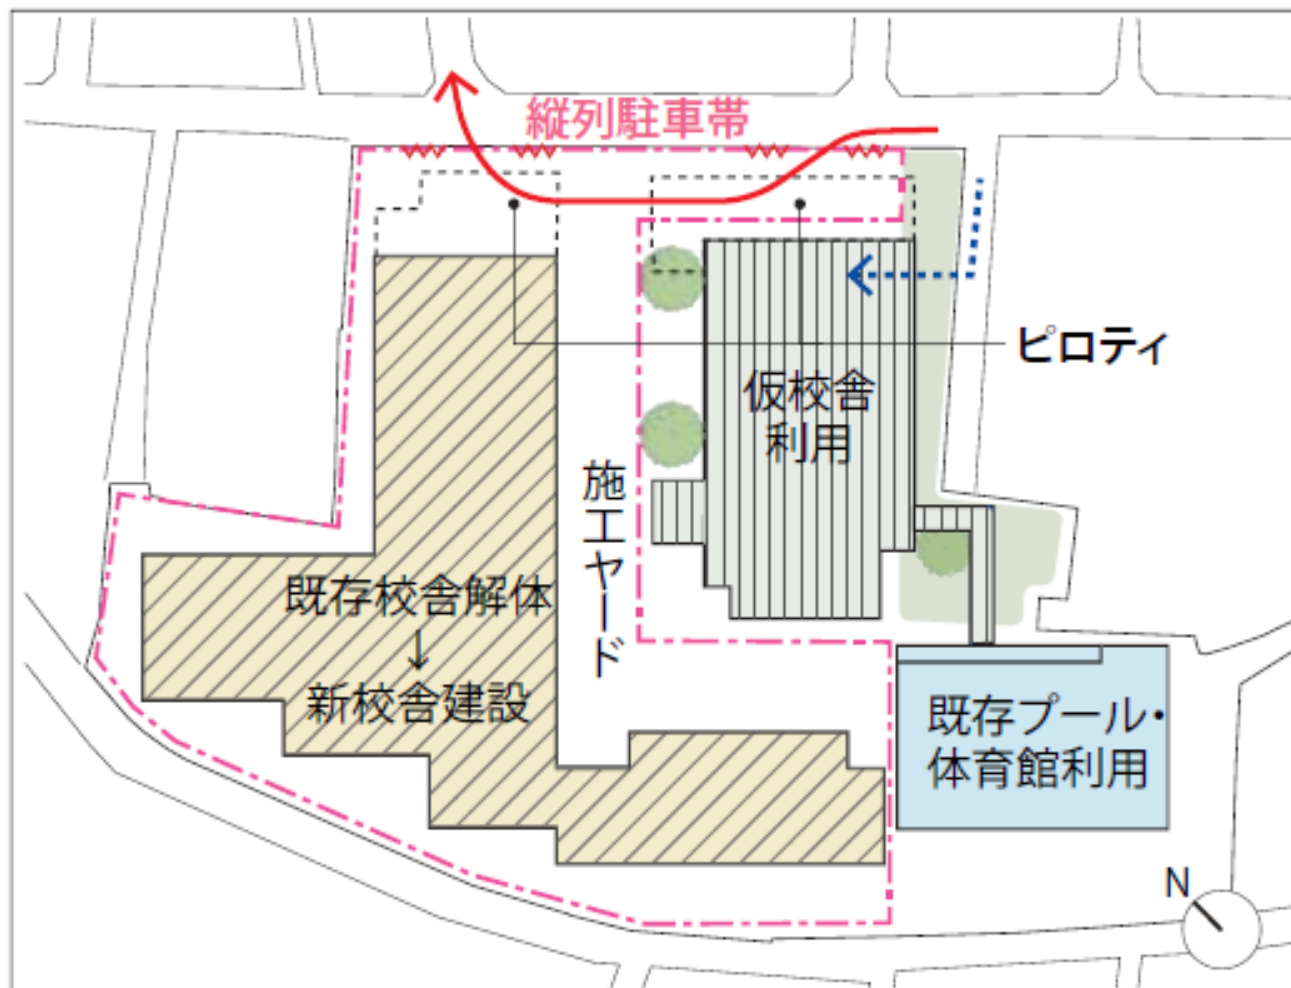 縦列駐車帯
ピロティ
仮校舎
利用
施工ヤード
既存校舎解体
↓
新校舎建設
既存プール・
体育館利用
N